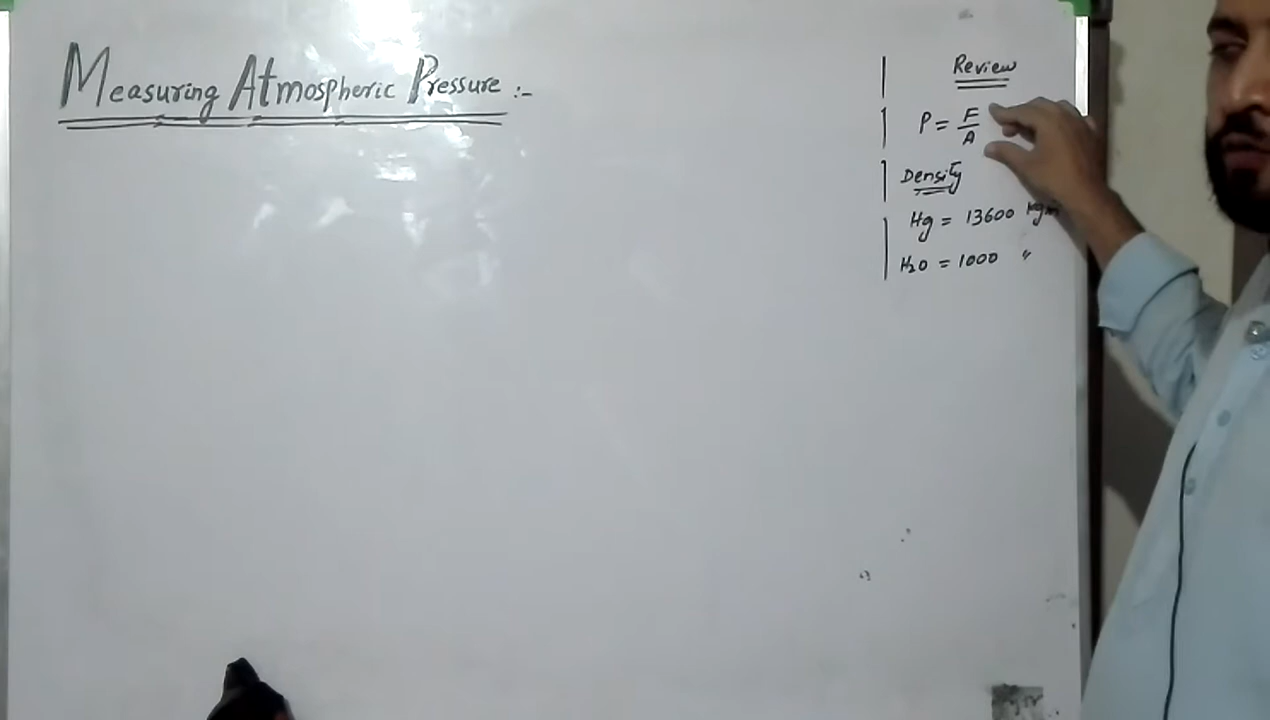 Measuring Atmospheric Pressure :-
Review
P = F/A
Density
Hg = 13600
H2O = 1000 "